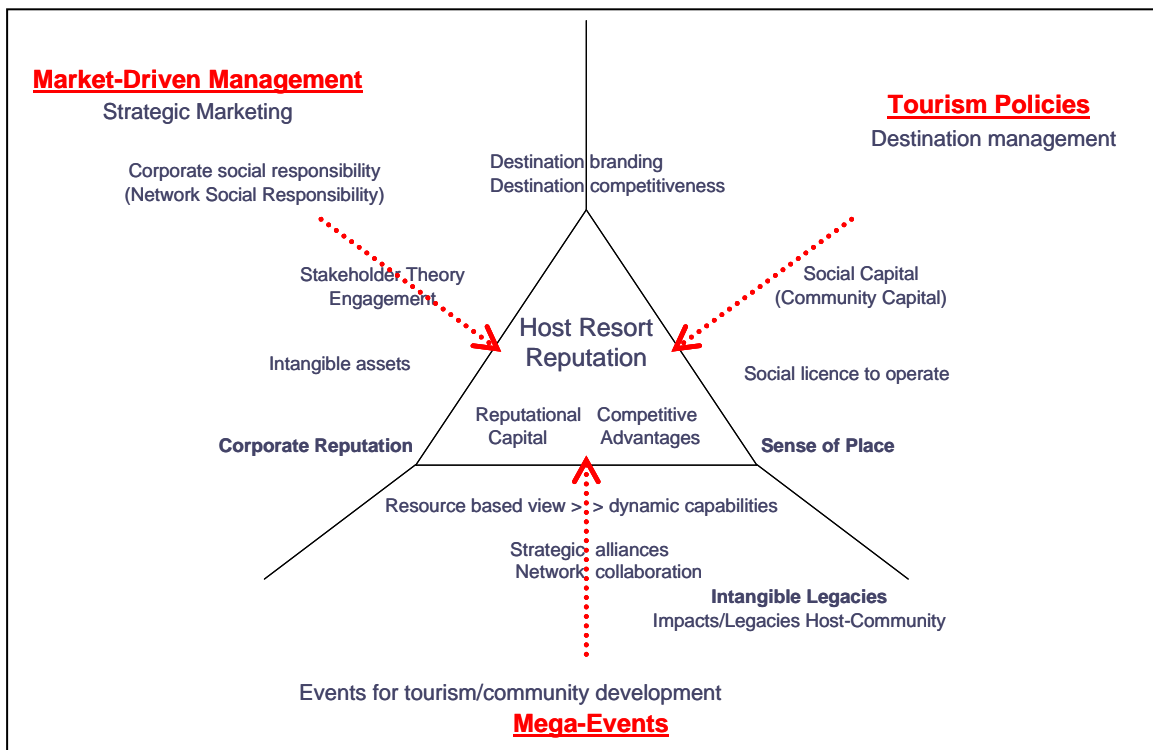 Market-Driven Management
Strategic Marketing
Tourism Policies
Destination management
Corporate social responsibility
(Network Social Responsibility)
Destination branding
Destination competitiveness
Stakeholder Theory
Engagement
Social Capital
(Community Capital)
Host Resort
Reputation
Intangible assets
Social licence to operate
Reputational
Capital
Competitive
Advantages
Corporate Reputation
Sense of Place
Resource based view > > dynamic capabilities
Strategic alliances
Network collaboration
Intangible Legacies
Impacts/Legacies Host-Community
Events for tourism/community development
Mega-Events